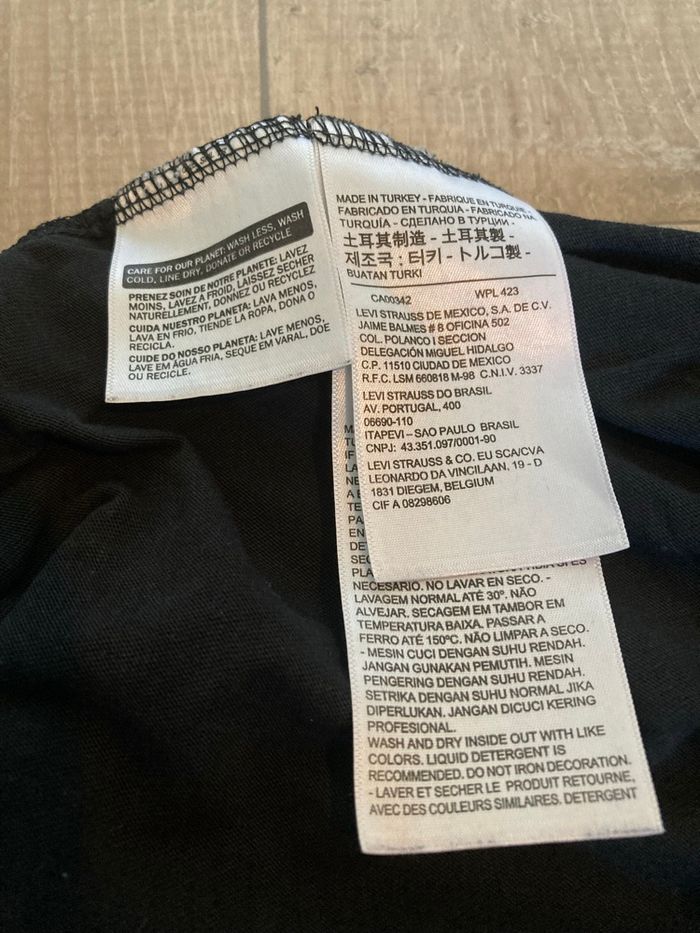 CARE FOR OUR PLANET: WASH LESS, WASH
COLD, LINE DRY, DONATE OR RECYCLE
PRENEZ SOIN DE NOTRE PLANETE: LAVEZ
MOINS, LAVEZ A FROID, LAISSEZ SÉCHER
NATURELLEMENT, DONNEZ OU RECYCLEZ
CUIDA NUESTRO PLANETA: LAVA MENOS,
LAVA EN FRIO, TIENDE LA ROPA, DONA O
RECICLA.
CUIDE DO NOSSO PLANETA: LAVE MENOS,
LAVE EM ÁGUA FRIA, SEQUE EM VARAL, DOE
OU RECICLE.
MADE IN TURKEY - FABRIQUE EN TURQUIE -
FABRICADO EN TURQUIA - FABRICADO NA
TURQUÍA - СДЕЛАНО В ТУРЦИИ -
土耳其制造 - 土耳其製 -
제조국 : 터키 - トルコ製 -
BUATAN TURKI
CA00342 WPL 423
LEVI STRAUSS DE MEXICO, S.A. DE C.V.
JAIME BALMES # 8 OFICINA 502
COL. POLANCO I SECCION
DELEGACIÓN MIGUEL HIDALGO
C.P. 11510 CIUDAD DE MEXICO
R.F.C. LSM 660818 M-98 C.N.I.V. 3337
LEVI STRAUSS DO BRASIL
AV. PORTUGAL, 400
06690-110
ITAPEVI – SAO PAULO BRASIL
CNPJ: 43.351.097/0001-90
LEVI STRAUSS & CO. EU SCA/CVA
LEONARDO DA VINCILAAN, 19 - D
1831 DIEGEM, BELGIUM
CIF A 08298606
NECESARIO. NO LAVAR EN SECO. -
LAVAGEM NORMAL ATÉ 30º. NÃO
ALVEJAR. SECAGEM EM TAMBOR EM
TEMPERATURA BAIXA. PASSAR A
FERRO ATÉ 150ºC. NÃO LIMPAR A SECO.
- MESIN CUCI DENGAN SUHU RENDAH.
JANGAN GUNAKAN PEMUTIH. MESIN
PENGERING DENGAN SUHU RENDAH.
SETRIKA DENGAN SUHU NORMAL JIKA
DIPERLUKAN. JANGAN DICUCI KERING
PROFESIONAL.
WASH AND DRY INSIDE OUT WITH LIKE
COLORS. LIQUID DETERGENT IS
RECOMMENDED. DO NOT IRON DECORATION.
- LAVER ET SECHER LE PRODUIT RETOURNE,
AVEC DES COULEURS SIMILAIRES. DETERGENT